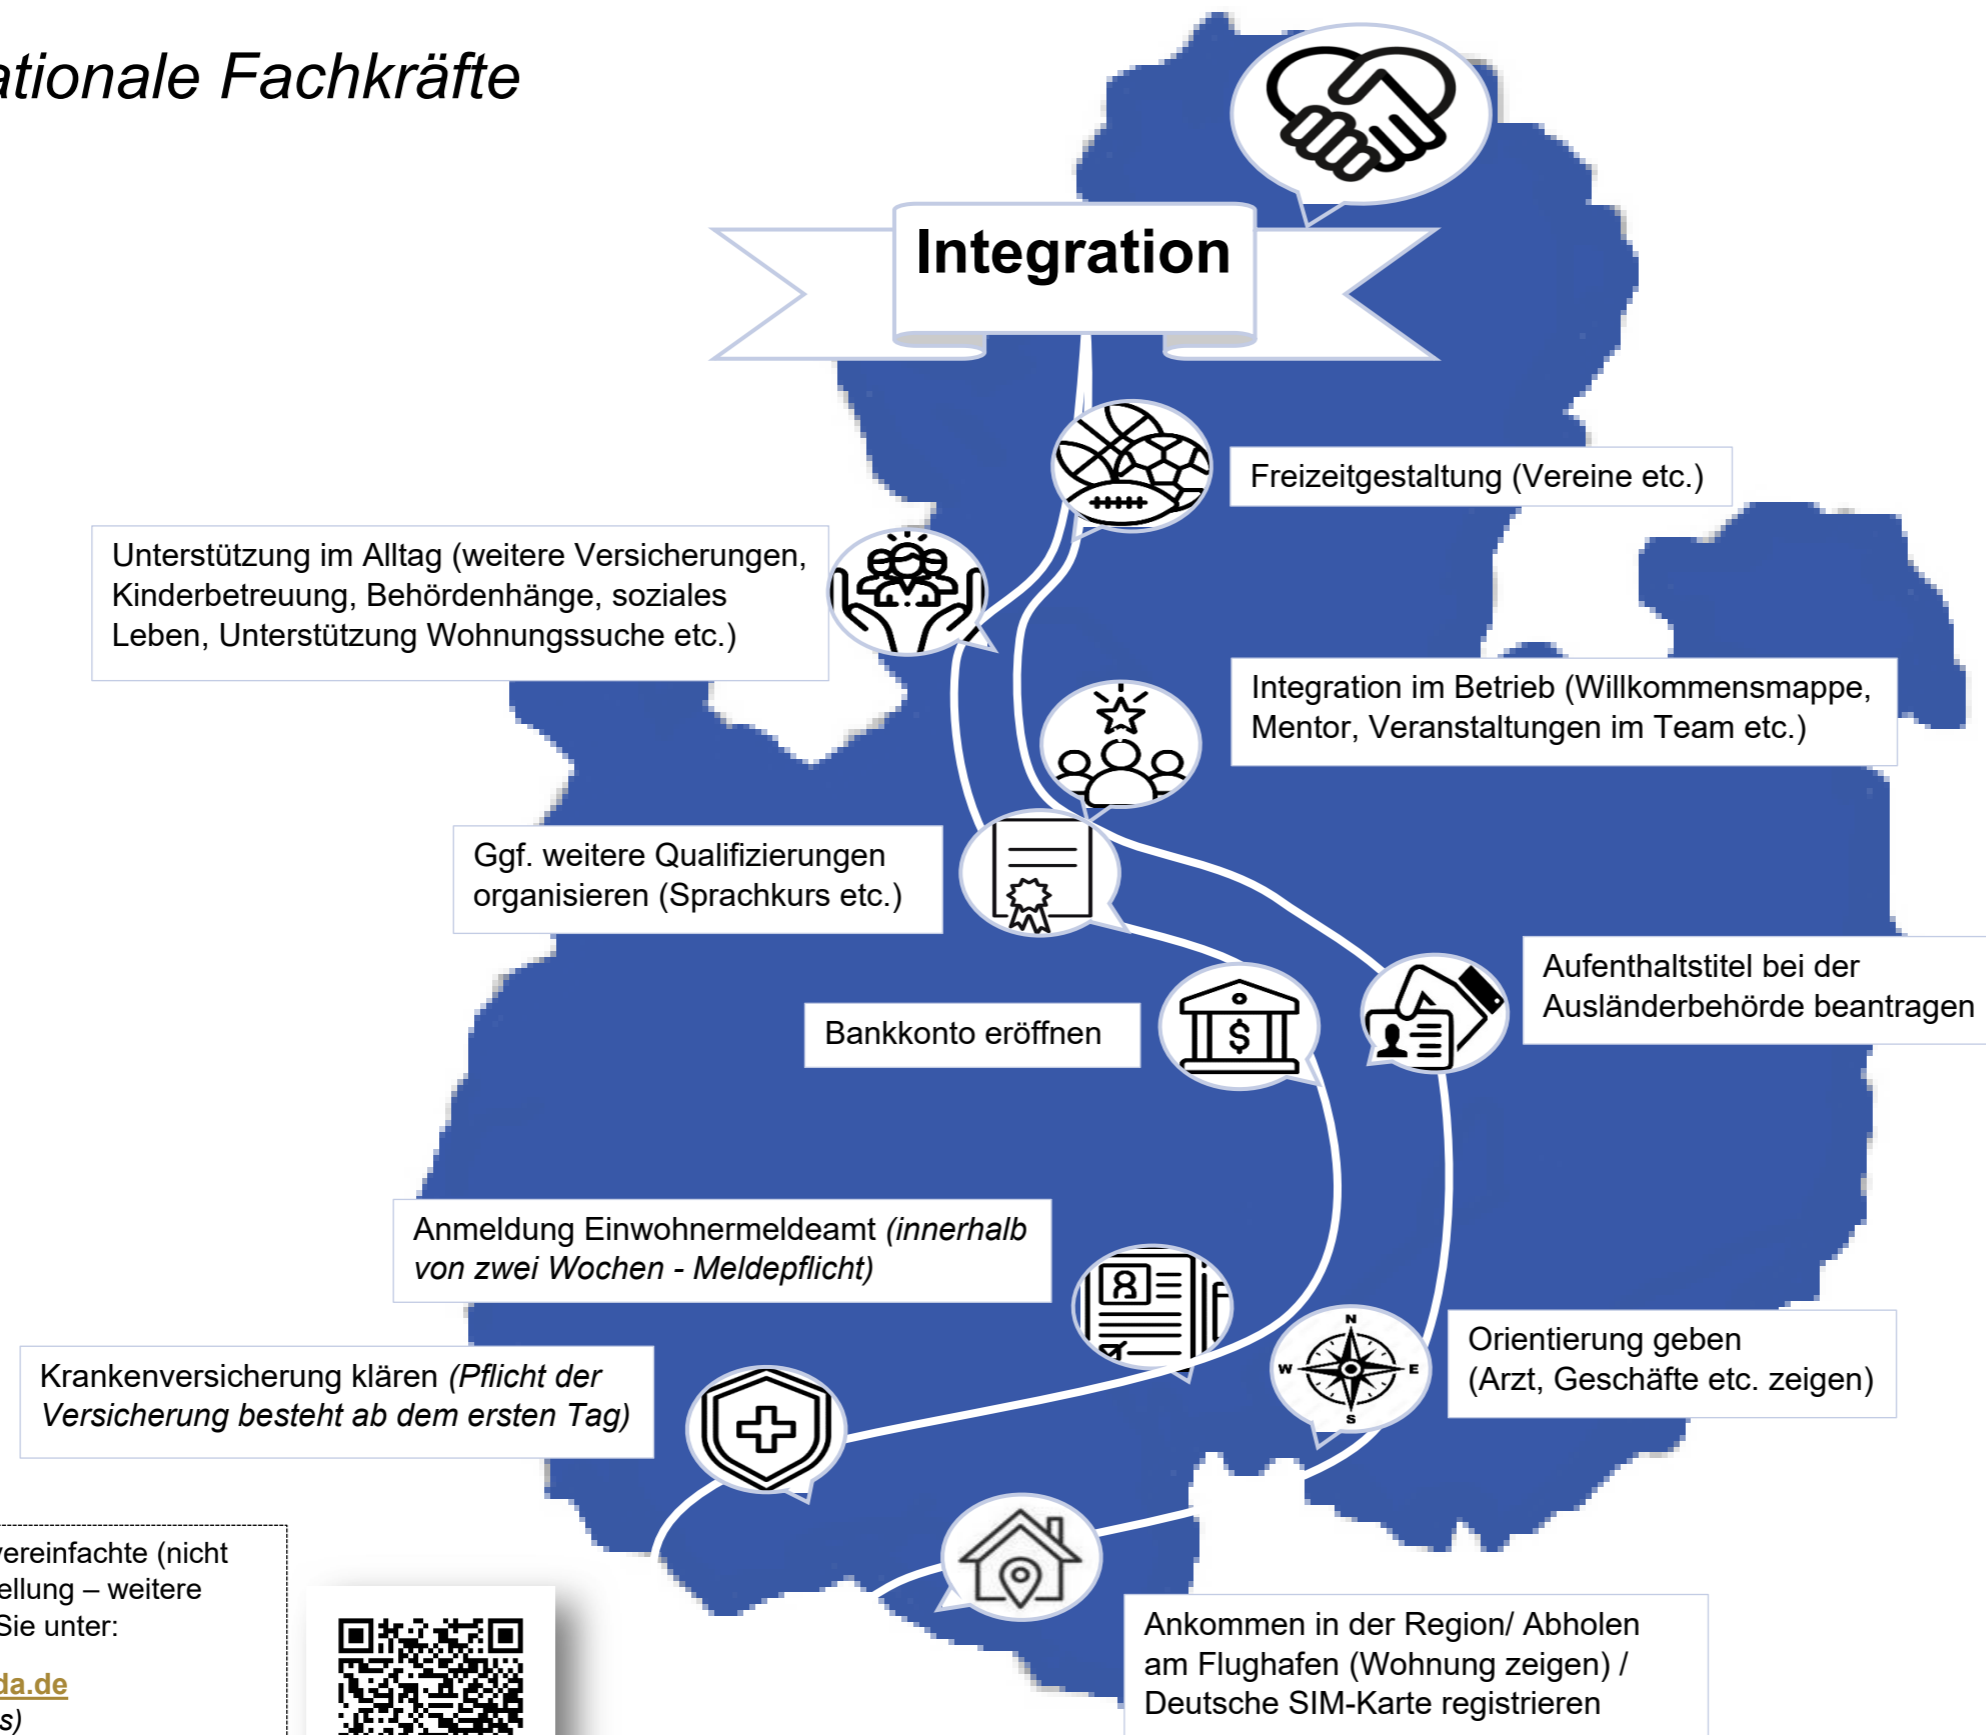 ationale Fachkräfte
Integration
Freizeitgestaltung (Vereine etc.)
Unterstützung im Alltag (weitere Versicherungen,
Kinderbetreuung, Behördenhänge, soziales
Leben, Unterstützung Wohnungssuche etc.)
Integration im Betrieb (Willkommensmappe,
Mentor, Veranstaltungen im Team etc.)
Ggf. weitere Qualifizierungen
organisieren (Sprachkurs etc.)
Aufenthaltstitel bei der
Ausländerbehörde beantragen
Bankkonto eröffnen
$
Anmeldung Einwohnermeldeamt (innerhalb
von zwei Wochen - Meldepflicht)
N
W
E
S
Orientierung geben
(Arzt, Geschäfte etc. zeigen)
Krankenversicherung klären (Pflicht der
Versicherung besteht ab dem ersten Tag)
Ankommen in der Region/ Abholen
am Flughafen (Wohnung zeigen) /
Deutsche SIM-Karte registrieren
vereinfachte (nicht
ellung – weitere
Sie unter:
da.de
s)